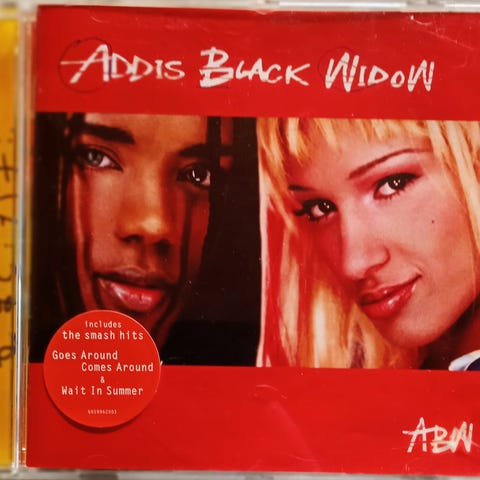 ADDIS BLACK WIDOW
includes
the smash hits
Goes Around
Comes Around
&
Wait In Summer
ABW